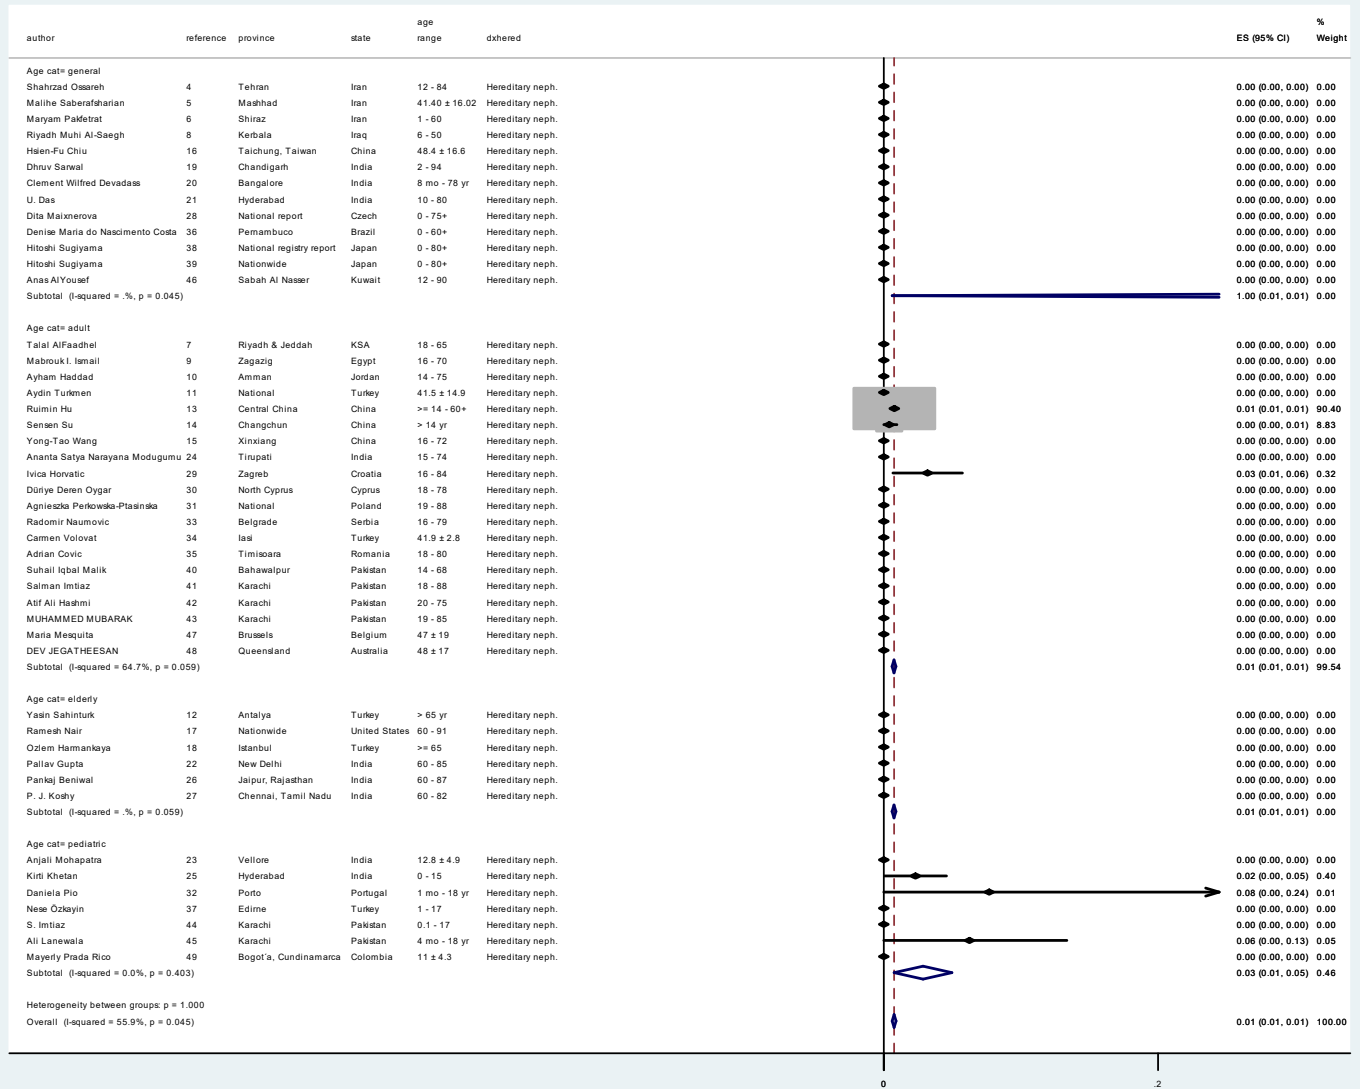 age %
author reference province state range dxhered ES (95% CI) Weight
Age cat= general
Shahrzad Ossareh 4 Tehran Iran 12 - 84 Hereditary neph. 0.00 (0.00, 0.00) 0.00
Malihe Saberafsharian 5 Mashhad Iran 41.40 ± 16.02 Hereditary neph. 0.00 (0.00, 0.00) 0.00
Maryam Pakfetrat 6 Shiraz Iran 1 - 60 Hereditary neph. 0.00 (0.00, 0.00) 0.00
Riyadh Muhi Al-Saegh 8 Kerbala Iraq 6 - 50 Hereditary neph. 0.00 (0.00, 0.00) 0.00
Hsien-Fu Chiu 16 Taichung, Taiwan China 48.4 ± 16.6 Hereditary neph. 0.00 (0.00, 0.00) 0.00
Dhruv Sarwal 19 Chandigarh India 2 - 94 Hereditary neph. 0.00 (0.00, 0.00) 0.00
Clement Wilfred Devadass 20 Bangalore India 8 mo - 78 yr Hereditary neph. 0.00 (0.00, 0.00) 0.00
U. Das 21 Hyderabad India 10 - 80 Hereditary neph. 0.00 (0.00, 0.00) 0.00
Dita Maixnerova 28 National report Czech 0 - 75+ Hereditary neph. 0.00 (0.00, 0.00) 0.00
Denise Maria do Nascimento Costa 36 Pernambuco Brazil 0 - 60+ Hereditary neph. 0.00 (0.00, 0.00) 0.00
Hitoshi Sugiyama 38 National registry report Japan 0 - 80+ Hereditary neph. 0.00 (0.00, 0.00) 0.00
Hitoshi Sugiyama 39 Nationwide Japan 0 - 80+ Hereditary neph. 0.00 (0.00, 0.00) 0.00
Anas AlYousef 46 Sabah Al Nasser Kuwait 12 - 90 Hereditary neph. 0.00 (0.00, 0.00) 0.00
Subtotal (I-squared = .%, p = 0.045) 1.00 (0.01, 0.01) 0.00
Age cat= adult
Talal AlFaadhel 7 Riyadh & Jeddah KSA 18 - 65 Hereditary neph. 0.00 (0.00, 0.00) 0.00
Mabrouk I. Ismail 9 Zagazig Egypt 16 - 70 Hereditary neph. 0.00 (0.00, 0.00) 0.00
Ayham Haddad 10 Amman Jordan 14 - 75 Hereditary neph. 0.00 (0.00, 0.00) 0.00
Aydin Turkmen 11 National Turkey 41.5 ± 14.9 Hereditary neph. 0.00 (0.00, 0.00) 0.00
Ruimin Hu 13 Central China China >= 14 - 60+ Hereditary neph. 0.01 (0.01, 0.01) 90.40
Sensen Su 14 Changchun China > 14 yr Hereditary neph. 0.00 (0.00, 0.01) 8.83
Yong-Tao Wang 15 Xinxiang China 16 - 72 Hereditary neph. 0.00 (0.00, 0.00) 0.00
Ananta Satya Narayana Modugumu 24 Tirupati India 15 - 74 Hereditary neph. 0.00 (0.00, 0.00) 0.00
Ivica Horvatic 29 Zagreb Croatia 16 - 84 Hereditary neph. 0.03 (0.01, 0.06) 0.32
Düriye Deren Oygar 30 North Cyprus Cyprus 18 - 78 Hereditary neph. 0.00 (0.00, 0.00) 0.00
Agnieszka Perkowska-Ptasinska 31 National Poland 19 - 88 Hereditary neph. 0.00 (0.00, 0.00) 0.00
Radomir Naumovic 33 Belgrade Serbia 16 - 79 Hereditary neph. 0.00 (0.00, 0.00) 0.00
Carmen Volovat 34 Iasi Turkey 41.9 ± 2.8 Hereditary neph. 0.00 (0.00, 0.00) 0.00
Adrian Covic 35 Timisoara Romania 18 - 80 Hereditary neph. 0.00 (0.00, 0.00) 0.00
Suhail Iqbal Malik 40 Bahawalpur Pakistan 14 - 68 Hereditary neph. 0.00 (0.00, 0.00) 0.00
Salman Imtiaz 41 Karachi Pakistan 18 - 88 Hereditary neph. 0.00 (0.00, 0.00) 0.00
Atif Ali Hashmi 42 Karachi Pakistan 20 - 75 Hereditary neph. 0.00 (0.00, 0.00) 0.00
MUHAMMED MUBARAK 43 Karachi Pakistan 19 - 85 Hereditary neph. 0.00 (0.00, 0.00) 0.00
Maria Mesquita 47 Brussels Belgium 47 ± 19 Hereditary neph. 0.00 (0.00, 0.00) 0.00
DEV JEGATHEESAN 48 Queensland Australia 48 ± 17 Hereditary neph. 0.00 (0.00, 0.00) 0.00
Subtotal (I-squared = 64.7%, p = 0.059) 0.01 (0.01, 0.01) 99.54
Age cat= elderly
Yasin Sahinturk 12 Antalya Turkey > 65 yr Hereditary neph. 0.00 (0.00, 0.00) 0.00
Ramesh Nair 17 Nationwide United States 60 - 91 Hereditary neph. 0.00 (0.00, 0.00) 0.00
Ozlem Harmankaya 18 Istanbul Turkey >= 65 Hereditary neph. 0.00 (0.00, 0.00) 0.00
Pallav Gupta 22 New Delhi India 60 - 85 Hereditary neph. 0.00 (0.00, 0.00) 0.00
Pankaj Beniwal 26 Jaipur, Rajasthan India 60 - 87 Hereditary neph. 0.00 (0.00, 0.00) 0.00
P. J. Koshy 27 Chennai, Tamil Nadu India 60 - 82 Hereditary neph. 0.00 (0.00, 0.00) 0.00
Subtotal (I-squared = .%, p = 0.059) 0.01 (0.01, 0.01) 0.00
Age cat= pediatric
Anjali Mohapatra 23 Vellore India 12.8 ± 4.9 Hereditary neph. 0.00 (0.00, 0.00) 0.00
Kirti Khetan 25 Hyderabad India 0 - 15 Hereditary neph. 0.02 (0.00, 0.05) 0.40
Daniela Pio 32 Porto Portugal 1 mo - 18 yr Hereditary neph. 0.08 (0.00, 0.24) 0.01
Nese Özkayin 37 Edirne Turkey 1 - 17 Hereditary neph. 0.00 (0.00, 0.00) 0.00
S. Imtiaz 44 Karachi Pakistan 0.1 - 17 Hereditary neph. 0.00 (0.00, 0.00) 0.00
Ali Lanewala 45 Karachi Pakistan 4 mo - 18 yr Hereditary neph. 0.06 (0.00, 0.13) 0.05
Mayerly Prada Rico 49 Bogot´a, Cundinamarca Colombia 11 ± 4.3 Hereditary neph. 0.00 (0.00, 0.00) 0.00
Subtotal (I-squared = 0.0%, p = 0.403) 0.03 (0.01, 0.05) 0.46
Heterogeneity between groups: p = 1.000
Overall (I-squared = 55.9%, p = 0.045) 0.01 (0.01, 0.01) 100.00
0 .2